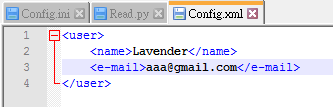 Config.ini Read.py Config.xml
1 <user>
2 <name>Lavender</name>
3 <e-mail>aaa@gmail.com</e-mail>
4 </user>